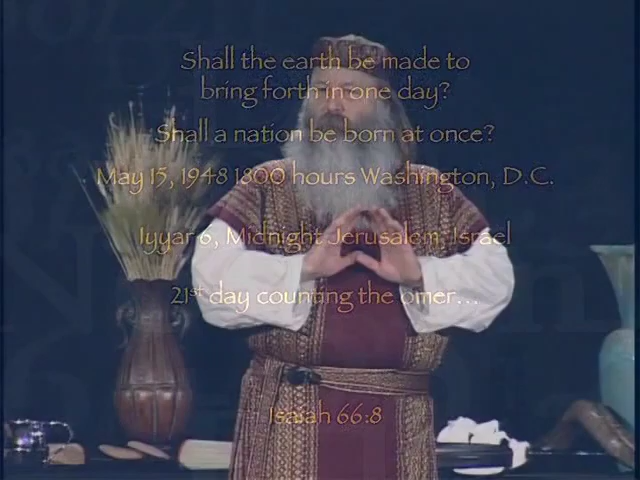 Shall the earth be made to
bring forth in one day?
Shall a nation be born at once?
May 15, 1948 1800 hours Washington, D.C.
Iyyar 6, Midnight Jerusalem, Israel
21st day counting the omer...
Isaiah 66:8